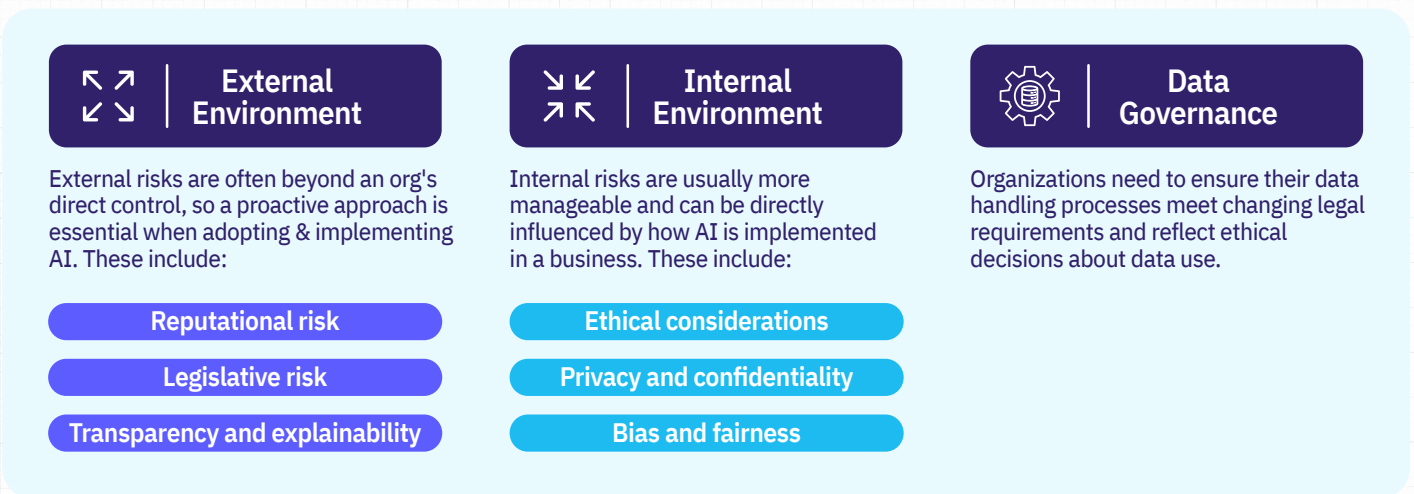 External
Environment
External risks are often beyond an org's
direct control, so a proactive approach is
essential when adopting & implementing
AI. These include:
Reputational risk
Legislative risk
Transparency and explainability
Internal
Environment
Internal risks are usually more
manageable and can be directly
influenced by how AI is implemented
in a business. These include:
Ethical considerations
Privacy and confidentiality
Bias and fairness
Data
Governance
Organizations need to ensure their data
handling processes meet changing legal
requirements and reflect ethical
decisions about data use.